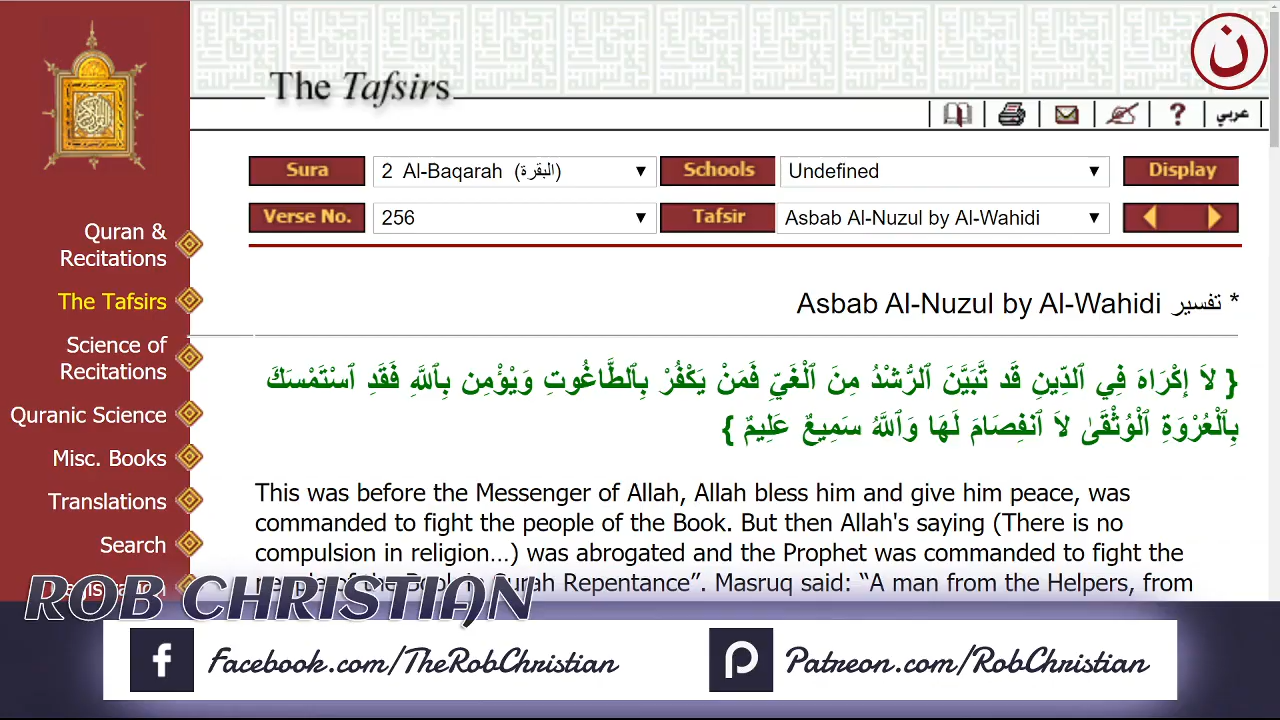 The Tafsirs
ن
عربي
Sura
2 Al-Baqarah (البقرة)
Schools
Undefined
Display
Verse No.
256
Tafsir
Asbab Al-Nuzul by Al-Wahidi
Quran &
Recitations
The Tafsirs
Science of
Recitations
Quranic Science
Misc. Books
Translations
Search
* تفسير Asbab Al-Nuzul by Al-Wahidi
{ لاَ إِكْرَاهَ فِي ٱلدِّينِ قَد تَّبَيَّنَ ٱلرُّشْدُ مِنَ ٱلْغَيِّ فَمَنْ يَكْفُرْ بِٱلطَّاغُوتِ وَيْؤْمِن بِٱللَّهِ فَقَدِ ٱسْتَمْسَكَ
بِٱلْعُرْوَةِ ٱلْوُثْقَىٰ لاَ ٱنفِصَامَ لَهَا وَٱللَّهُ سَمِيعٌ عَلِيمٌ }
This was before the Messenger of Allah, Allah bless him and give him peace, was
commanded to fight the people of the Book. But then Allah's saying (There is no
compulsion in religion…) was abrogated and the Prophet was commanded to fight the
people of the Book in Surah Repentance”. Masruq said: “A man from the Helpers, from
ROB CHRISTIAN
Facebook.com/TheRobChristian
Patreon.com/RobChristian